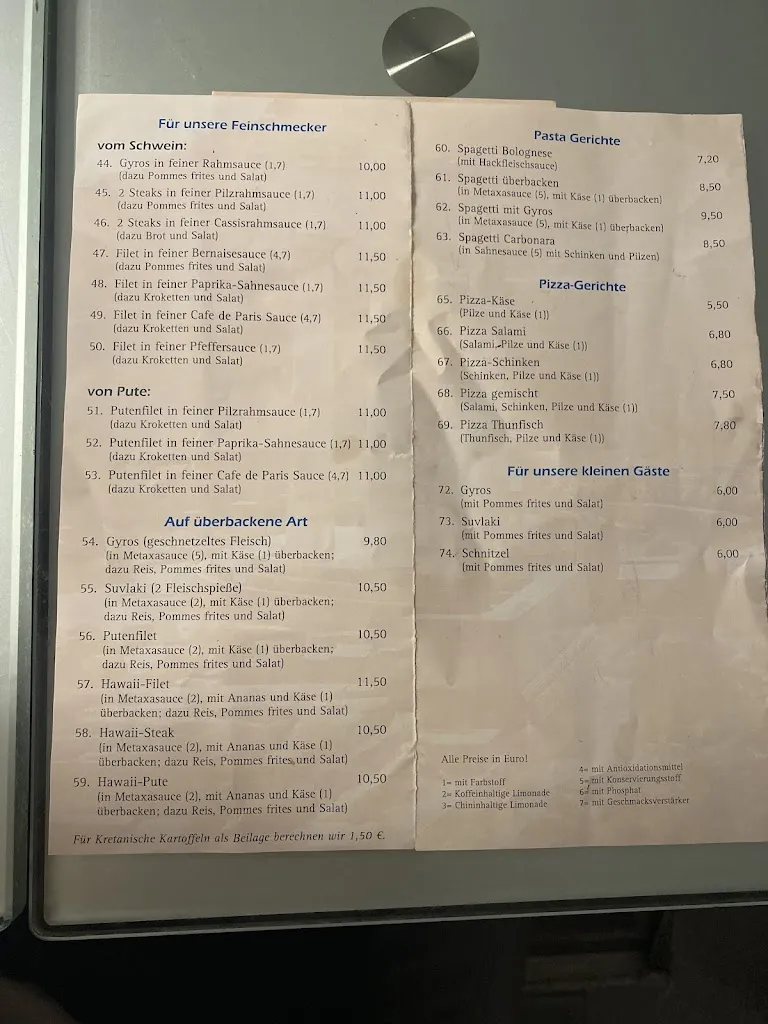 Für unsere Feinschmecker
vom Schwein:
44. Gyros in feiner Rahmsauce (1,7) 10,00
(dazu Pommes frites und Salat)
45. 2 Steaks in feiner Pilzrahmsauce (1,7) 11,00
(dazu Pommes frites und Salat)
46. 2 Steaks in feiner Cassisrahmsauce (1,7) 11,00
(dazu Brot und Salat)
47. Filet in feiner Bernaisesauce (4,7) 11,50
(dazu Pommes frites und Salat)
48. Filet in feiner Paprika-Sahnesauce (1,7) 11,50
(dazu Kroketten und Salat)
49. Filet in feiner Cafe de Paris Sauce (4,7) 11,50
(dazu Kroketten und Salat)
50. Filet in feiner Pfeffersauce (1,7) 11,50
(dazu Kroketten und Salat)
von Pute:
51. Putenfilet in feiner Pilzrahmsauce (1,7) 11,00
(dazu Kroketten und Salat)
52. Putenfilet in feiner Paprika-Sahnesauce (1,7) 11,00
(dazu Kroketten und Salat)
53. Putenfilet in feiner Cafe de Paris Sauce (4,7) 11,00
(dazu Kroketten und Salat)
Auf überbackene Art
54. Gyros (geschnetzeltes Fleisch) 9,80
(in Metaxasauce (5), mit Käse (1) überbacken;
dazu Reis, Pommes frites und Salat)
55. Suvlaki (2 Fleischspieße) 10,50
(in Metaxasauce (2), mit Käse (1) überbacken;
dazu Reis, Pommes frites und Salat)
56. Putenfilet 10,50
(in Metaxasauce (2), mit Käse (1) überbacken;
dazu Reis, Pommes frites und Salat)
57. Hawaii-Filet 11,50
(in Metaxasauce (2), mit Ananas und Käse (1)
überbacken; dazu Reis, Pommes frites und Salat)
58. Hawaii-Steak 10,50
(in Metaxasauce (2), mit Ananas und Käse (1)
überbacken; dazu Reis, Pommes frites und Salat)
59. Hawaii-Pute 10,50
(in Metaxasauce (2), mit Ananas und Käse (1)
überbacken; dazu Reis, Pommes frites und Salat)
Für Kretanische Kartoffeln als Beilage berechnen wir 1,50 €.
Pasta Gerichte
60. Spagetti Bolognese 7,20
(mit Hackfleischsauce)
61. Spagetti überbacken 8,50
(in Metaxasauce (5), mit Käse (1) überbacken)
62. Spagetti mit Gyros 9,50
(in Metaxasauce (5), mit Käse (1) überbacken)
63. Spagetti Carbonara 8,50
(in Sahnesauce (5) mit Schinken und Pilzen)
Pizza-Gerichte
65. Pizza-Käse 5,50
(Pilze und Käse (1))
66. Pizza Salami 6,80
(Salami, Pilze und Käse (1))
67. Pizza-Schinken 6,80
(Schinken, Pilze und Käse (1))
68. Pizza gemischt 7,50
(Salami, Schinken, Pilze und Käse (1))
69. Pizza Thunfisch 7,80
(Thunfisch, Pilze und Käse (1))
Für unsere kleinen Gäste
72. Gyros 6,00
(mit Pommes frites und Salat)
73. Suvlaki 6,00
(mit Pommes frites und Salat)
74. Schnitzel 6,00
(mit Pommes frites und Salat)
Alle Preise in Euro!
1= mit Farbstoff
2= Koffeinhaltige Limonade
3= Chininhaltige Limonade
4= mit Antioxidationsmittel
5= mit Konservierungsstoff
6= mit Phosphat
7= mit Geschmacksverstärker